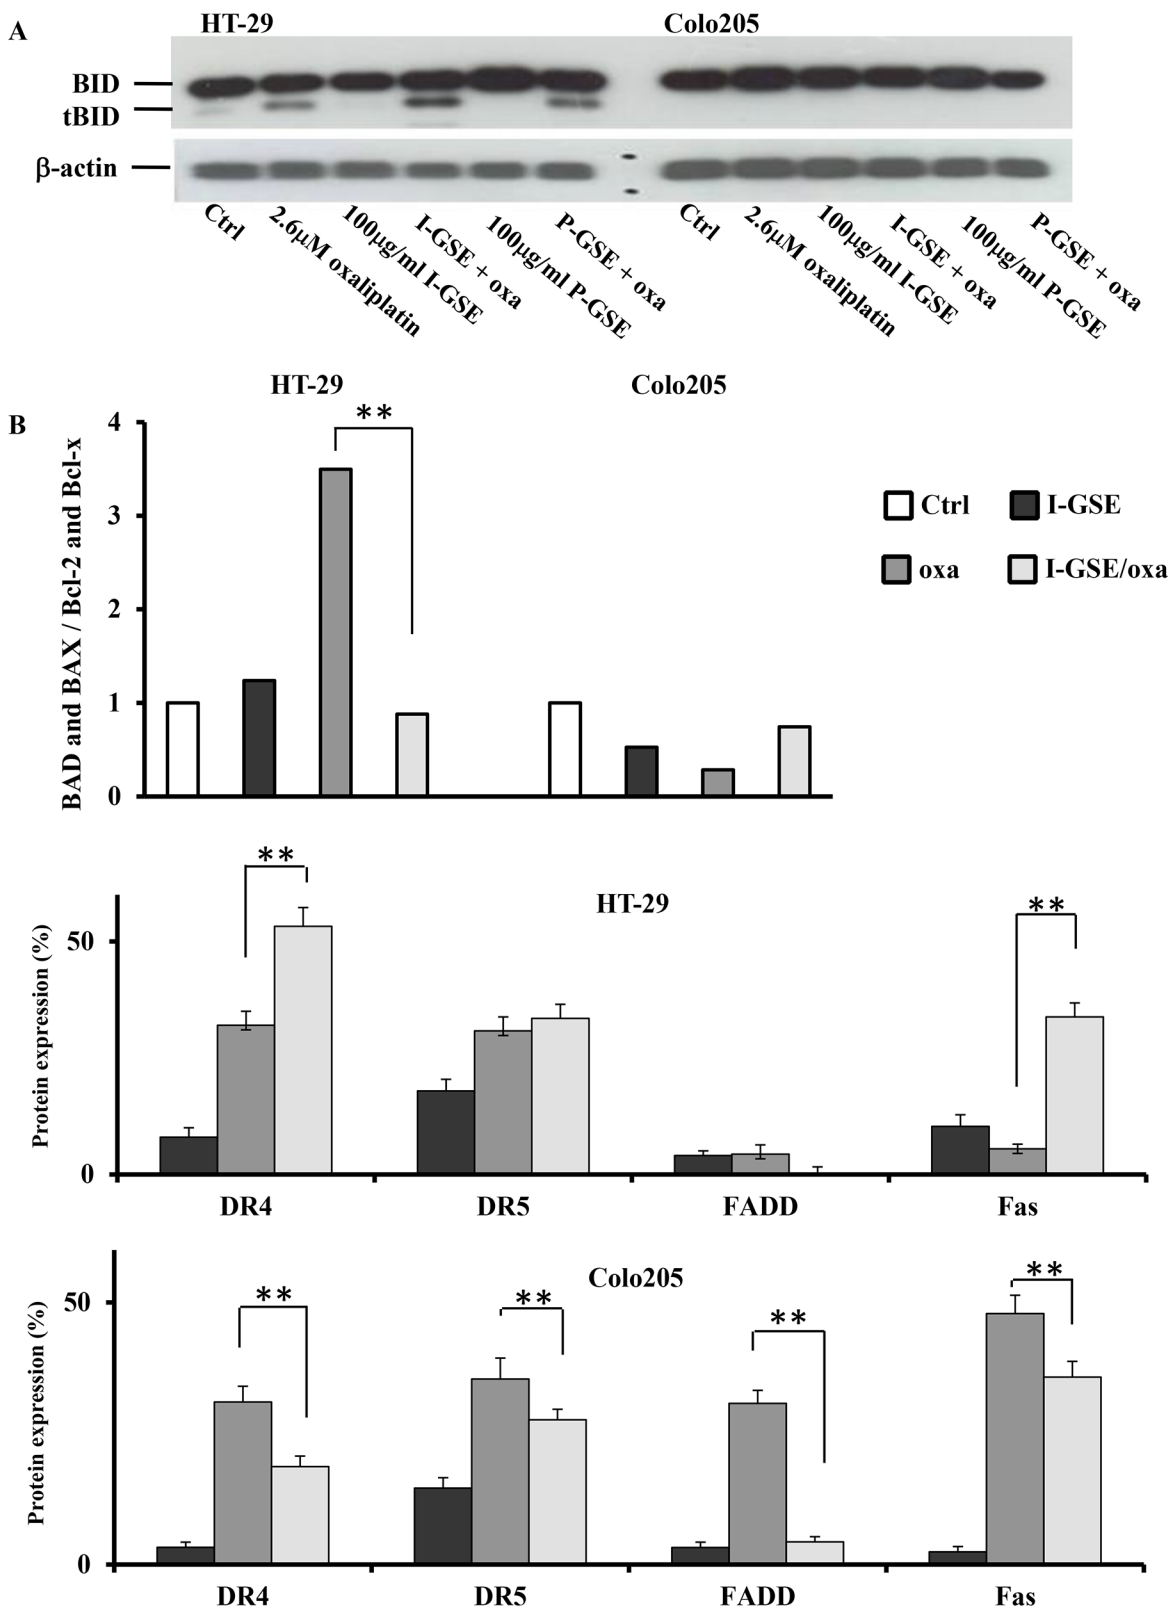 A
HT-29 Colo205
BID
tBID
β-actin
Ctrl
2.6μM oxaliplatin
100μg/ml I-GSE
I-GSE + oxa
100μg/ml P-GSE
P-GSE + oxa
Ctrl
2.6μM oxaliplatin
100μg/ml I-GSE
I-GSE + oxa
100μg/ml P-GSE
P-GSE + oxa
B
HT-29 Colo205
BAD and BAX / Bcl-2 and Bcl-x
4
3
2
1
0
**
Ctrl I-GSE
oxa I-GSE/oxa
HT-29
Protein expression (%)
50
0
** **
DR4 DR5 FADD Fas
Colo205
Protein expression (%)
50
0
** ** ** **
DR4 DR5 FADD Fas